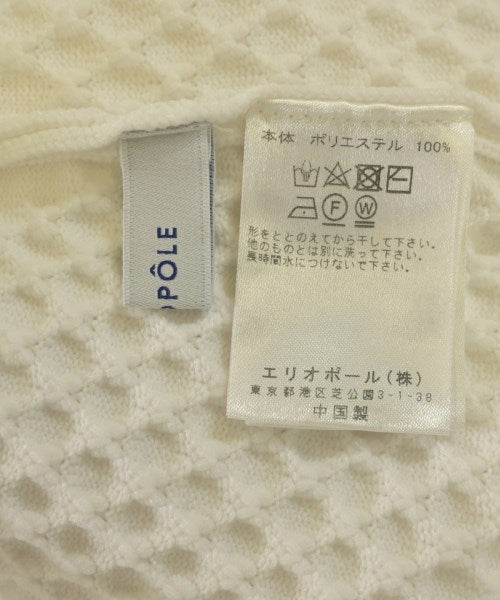 PÔLE
本体 ポリエステル 100%
F W
形をととのえてから干して下さい。
他のものとは別に洗って下さい。
長時間水につけないで下さい。
エリオポール(株)
東京都港区芝公園3-1-38
中国製